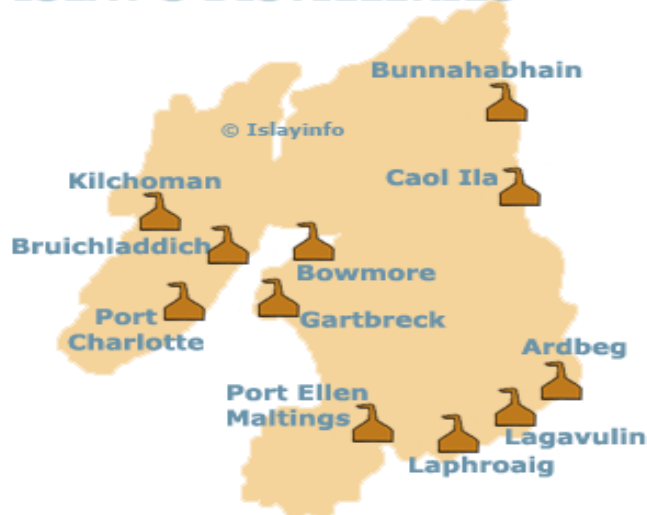 Bunnahabhain
© Islayinfo
Caol Ila
Kilchoman
Bruichladdich
Bowmore
Port
Charlotte
Gartbreck
Ardbeg
Port Ellen
Maltings
Lagavulin
Laphroaig